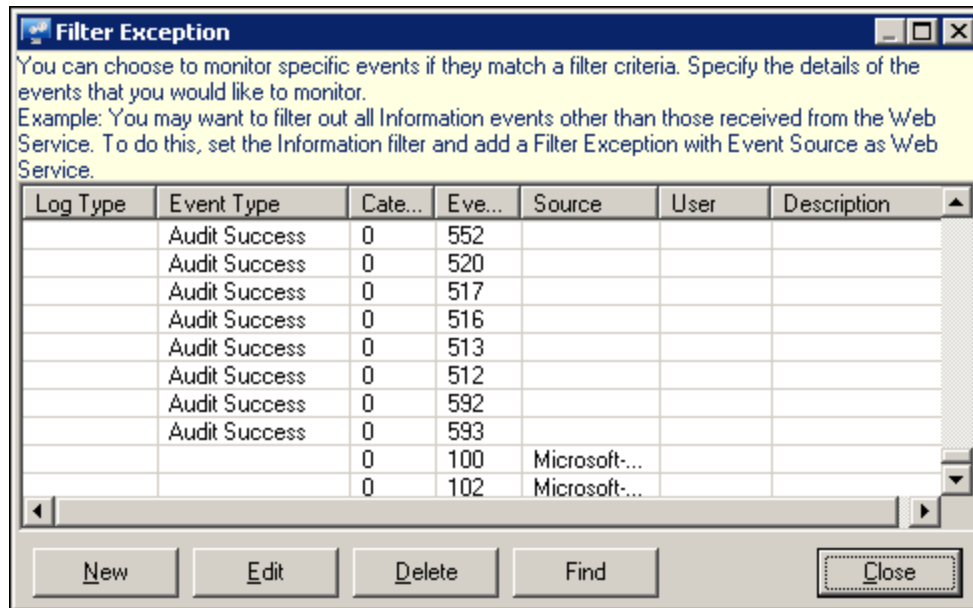 Filter Exception
You can choose to monitor specific events if they match a filter criteria. Specify the details of the
events that you would like to monitor.
Example: You may want to filter out all Information events other than those received from the Web
Service. To do this, set the Information filter and add a Filter Exception with Event Source as Web
Service.
Log Type Event Type Cate... Eve... Source User Description
Audit Success 0 552
Audit Success 0 520
Audit Success 0 517
Audit Success 0 516
Audit Success 0 513
Audit Success 0 512
Audit Success 0 592
Audit Success 0 593
0 100 Microsoft-...
0 102 Microsoft-...
New Edit Delete Find Close